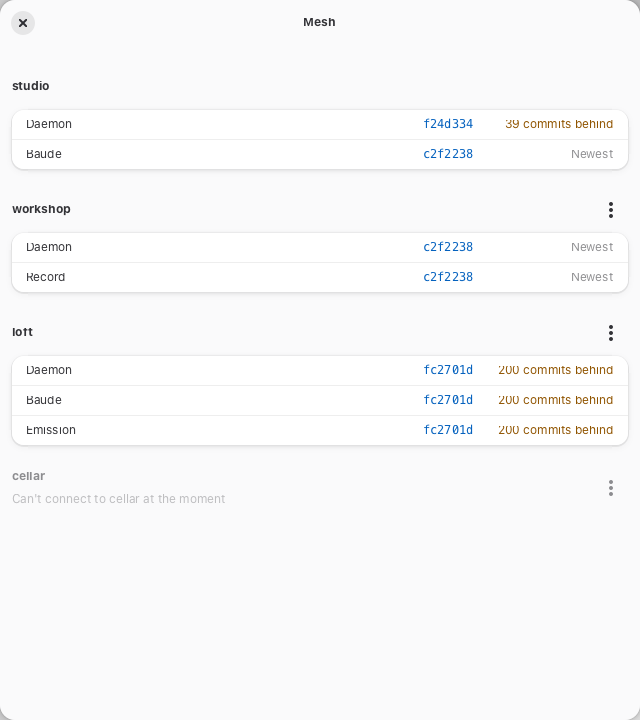 Mesh
studio
Daemon f24d334 39 commits behind
Baude c2f2238 Newest
workshop
Daemon c2f2238 Newest
Record c2f2238 Newest
loft
Daemon fc2701d 200 commits behind
Baude fc2701d 200 commits behind
Emission fc2701d 200 commits behind
cellar
Can't connect to cellar at the moment